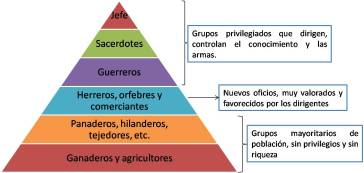 Jefe
Sacerdotes
Guerreros
Herreros, orfebres y
comerciantes
Panaderos, hilanderos,
tejedores, etc.
Ganaderos y agricultores
Grupos privilegiados que dirigen,
controlan el conocimiento y las
armas.
Nuevos oficios, muy valorados y
favorecidos por los dirigentes
Grupos mayoritarios de
población, sin privilegios y sin
riqueza